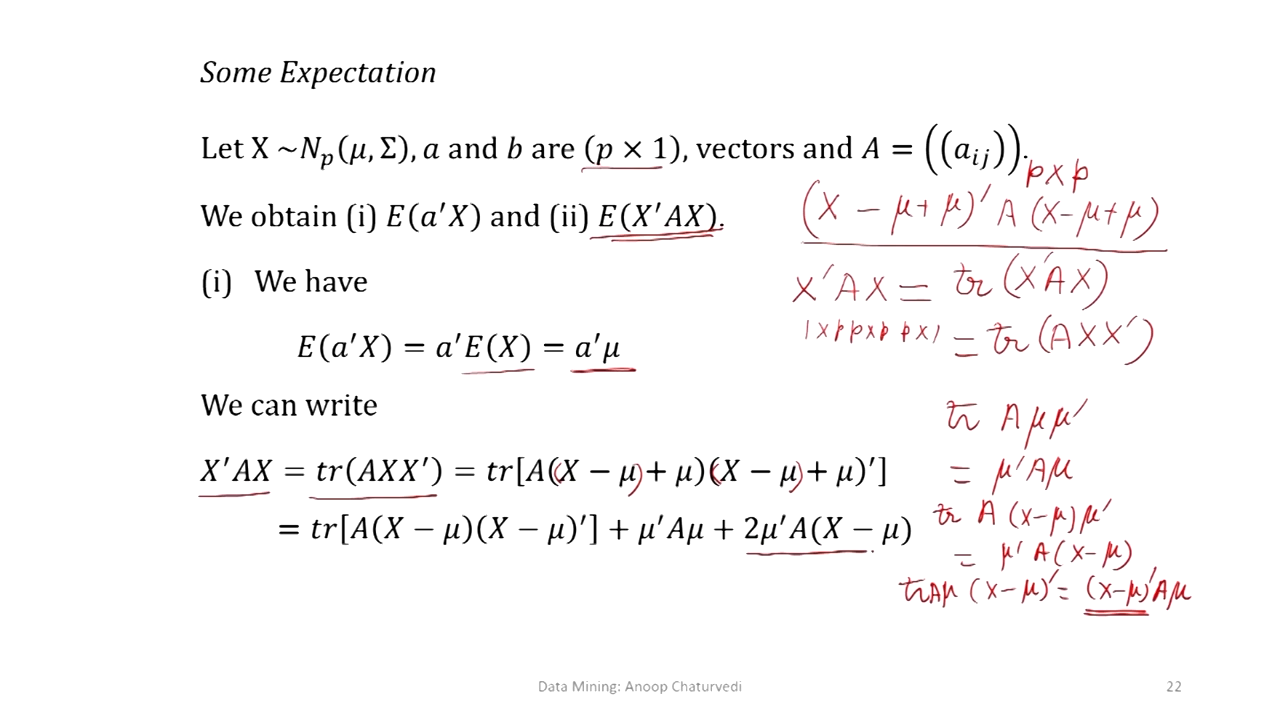 Some Expectation
Let X ~N_p(μ, Σ), a and b are (p × 1), vectors and A = ((a_ij)).
p×p
We obtain (i) E(a′X) and (ii) E(X′AX).
(X − μ + μ)′ A (X − μ + μ)
(i) We have
X′AX = tr (X′AX)
1×p p×p p×1 = tr (AXX′)
E(a′X) = a′E(X) = a′μ
We can write
tr Aμμ′
X′AX = tr(AXX′) = tr[A(X − μ + μ)(X − μ + μ)′]
= μ′Aμ
= tr[A(X − μ)(X − μ)′] + μ′Aμ + 2μ′A(X − μ)
tr A (X−μ)μ′
= μ′ A(X−μ)
trAμ (X−μ)′ = (X−μ)′Aμ
Data Mining: Anoop Chaturvedi
22